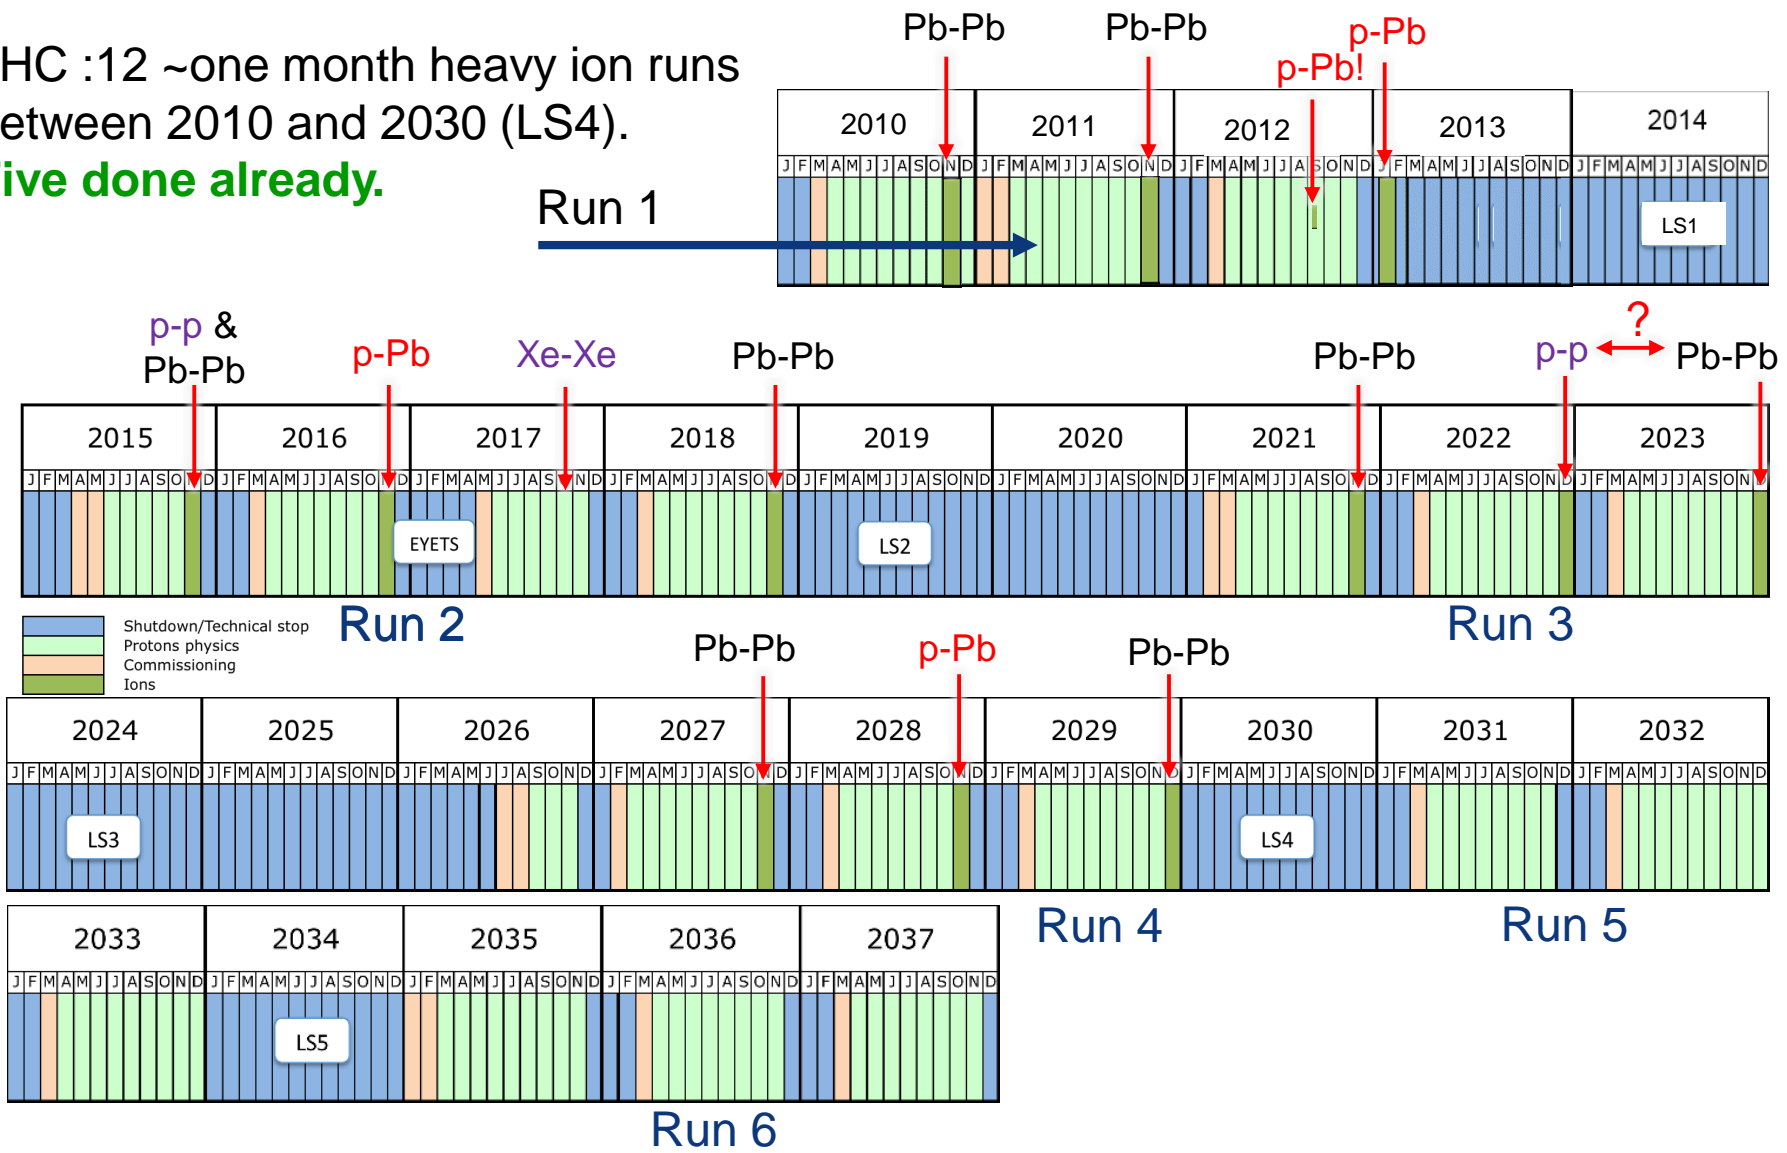 HC :12 ~one month heavy ion runs
etween 2010 and 2030 (LS4).
ive done already.
Run 1
Pb-Pb Pb-Pb p-Pb! p-Pb
2010 2011 2012 2013 2014
J F M A M J J A S O N D J F M A M J J A S O N D J F M A M J J A S O N D J F M A M J J A S O N D J F M A M J J A S O N D
LS1
p-p &
Pb-Pb p-Pb Xe-Xe Pb-Pb Pb-Pb p-p ? Pb-Pb
2015 2016 2017 2018 2019 2020 2021 2022 2023
J F M A M J J A S O N D J F M A M J J A S O N D J F M A M J J A S O N D J F M A M J J A S O N D J F M A M J J A S O N D J F M A M J J A S O N D J F M A M J J A S O N D J F M A M J J A S O N D J F M A M J J A S O N D
EYETS LS2
Run 2 Run 3
Shutdown/Technical stop
Protons physics
Commissioning
Ions
Pb-Pb p-Pb Pb-Pb
2024 2025 2026 2027 2028 2029 2030 2031 2032
J F M A M J J A S O N D J F M A M J J A S O N D J F M A M J J A S O N D J F M A M J J A S O N D J F M A M J J A S O N D J F M A M J J A S O N D J F M A M J J A S O N D J F M A M J J A S O N D J F M A M J J A S O N D
LS3 LS4
Run 4 Run 5
2033 2034 2035 2036 2037
J F M A M J J A S O N D J F M A M J J A S O N D J F M A M J J A S O N D J F M A M J J A S O N D J F M A M J J A S O N D
LS5
Run 6